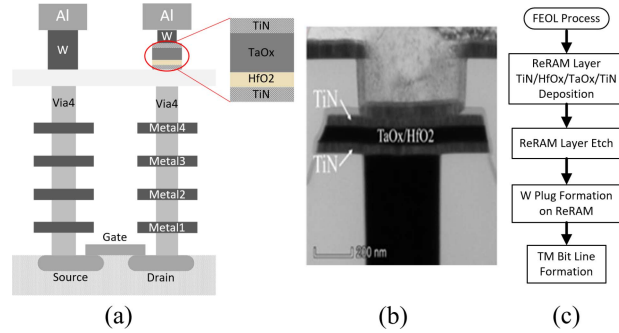 Al
Al
W
W
TiN
TaOx
HfO2
TiN
Via4
Via4
Metal4
Metal3
Metal2
Metal1
Gate
Source
Drain
(a)
TiN
TaOx/HfO2
TiN
200 nm
(b)
FEOL Process
ReRAM Layer
TiN/HfOx/TaOx/TiN
Deposition
ReRAM Layer Etch
W Plug Formation
on ReRAM
TM Bit Line
Formation
(c)